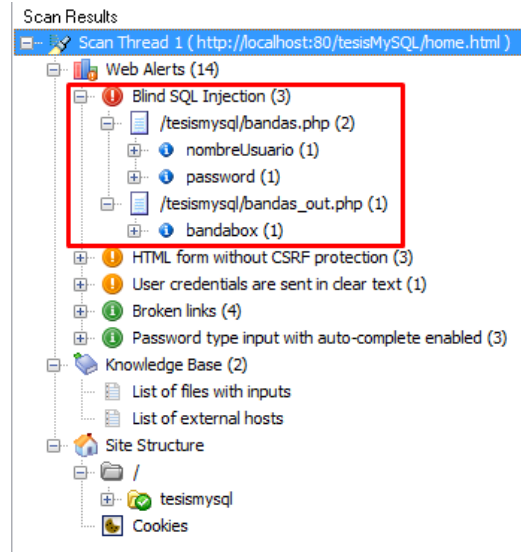 Scan Results
Scan Thread 1 ( http://localhost:80/tesisMySQL/home.html )
Web Alerts (14)
Blind SQL Injection (3)
/tesismysql/bandas.php (2)
nombreUsuario (1)
password (1)
/tesismysql/bandas_out.php (1)
bandabox (1)
HTML form without CSRF protection (3)
User credentials are sent in clear text (1)
Broken links (4)
Password type input with auto-complete enabled (3)
Knowledge Base (2)
List of files with inputs
List of external hosts
Site Structure
/
tesismysql
Cookies